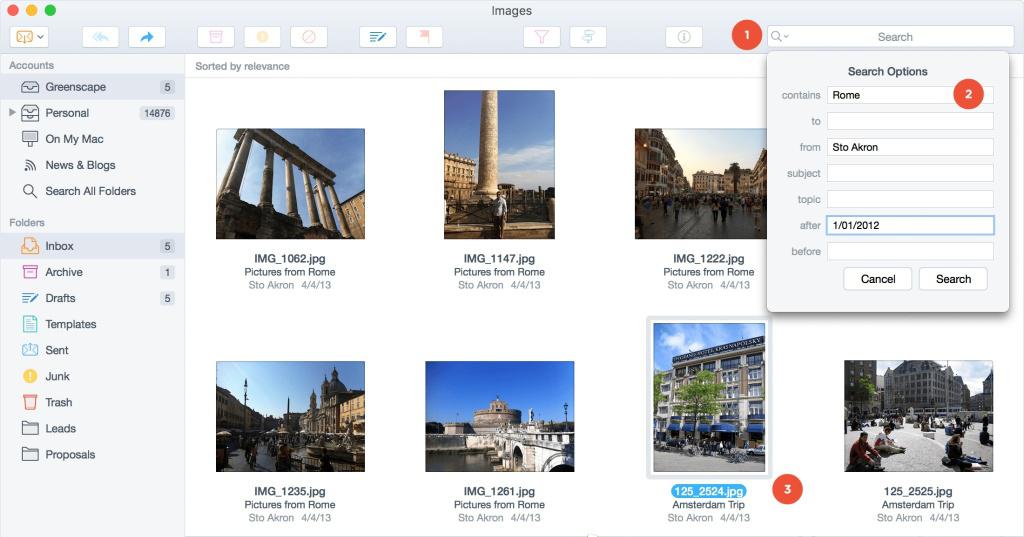 Images
1
Search
Accounts
Greenscape 5
Personal 14876
On My Mac
News & Blogs
Search All Folders
Folders
Inbox 5
Archive 1
Drafts 5
Templates
Sent
Junk
Trash
Leads
Proposals
Sorted by relevance
IMG_1062.jpg
Pictures from Rome
Sto Akron 4/4/13
IMG_1147.jpg
Pictures from Rome
Sto Akron 4/4/13
IMG_1222.jpg
Pictures from Rome
Sto Akron 4/4/13
Search Options
contains Rome
2
to
from Sto Akron
subject
topic
after 1/01/2012
before
Cancel Search
IMG_1235.jpg
Pictures from Rome
Sto Akron 4/4/13
IMG_1261.jpg
Pictures from Rome
Sto Akron 4/4/13
125_2524.jpg
Amsterdam Trip
Sto Akron 4/4/13
3
125_2525.jpg
Amsterdam Trip
Sto Akron 4/4/13